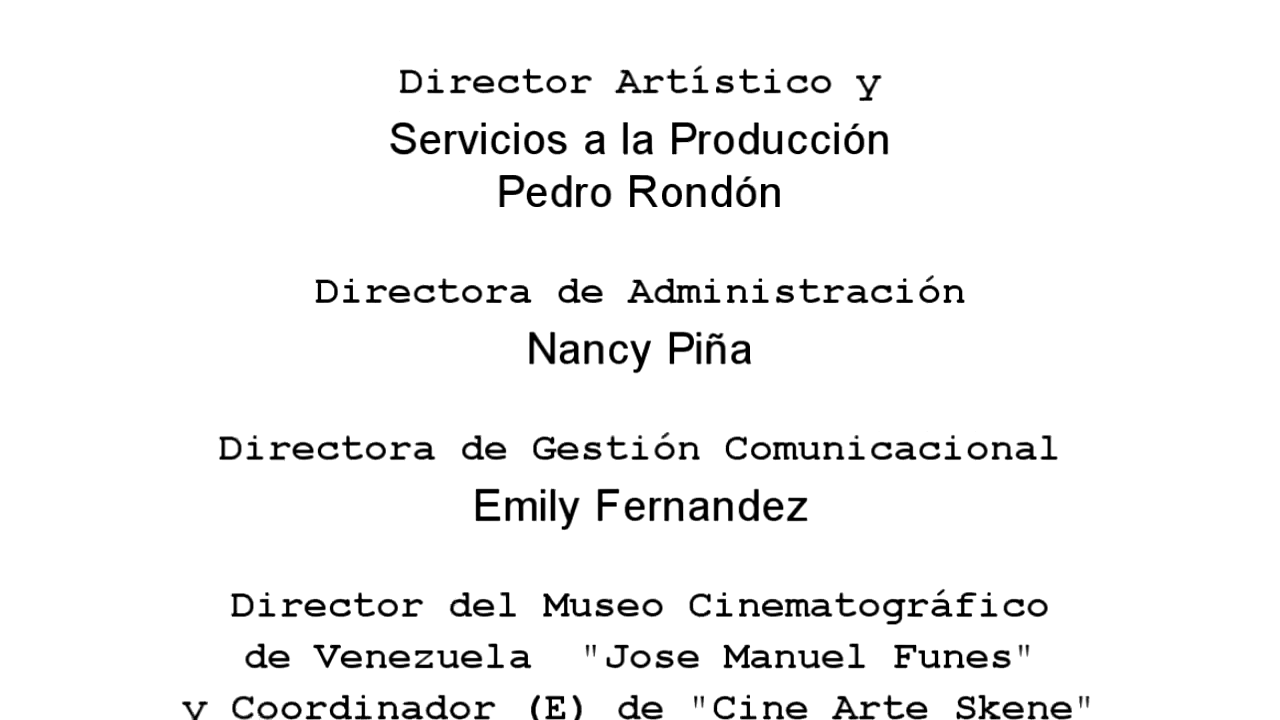 Director Artístico y
Servicios a la Producción
Pedro Rondón
Directora de Administración
Nancy Piña
Directora de Gestión Comunicacional
Emily Fernandez
Director del Museo Cinematográfico
de Venezuela "Jose Manuel Funes"
y Coordinador (E) de "Cine Arte Skene"